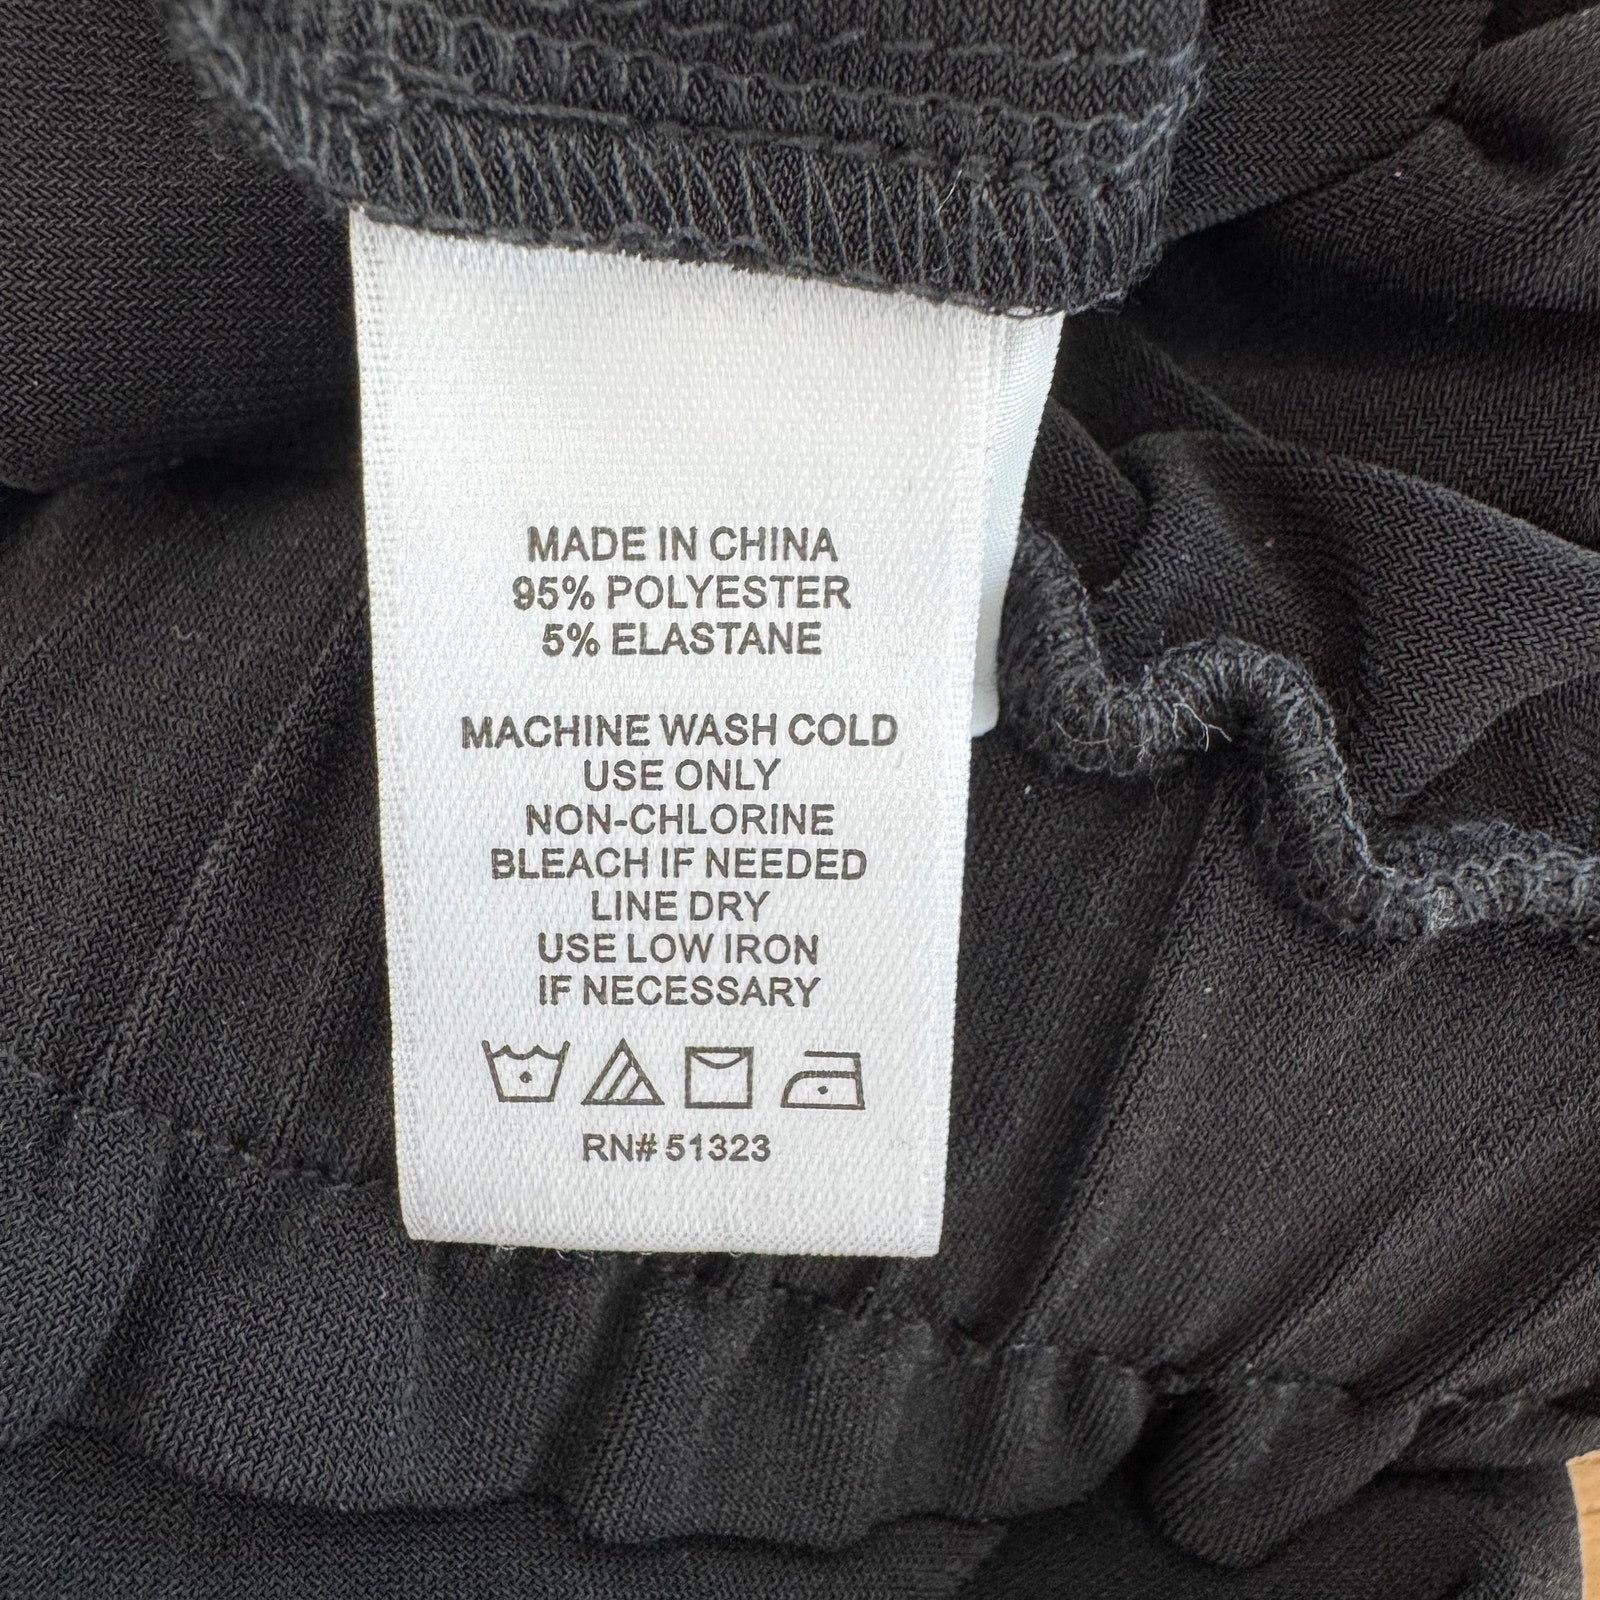 MADE IN CHINA
95% POLYESTER
5% ELASTANE
MACHINE WASH COLD
USE ONLY
NON-CHLORINE
BLEACH IF NEEDED
LINE DRY
USE LOW IRON
IF NECESSARY
RN# 51323